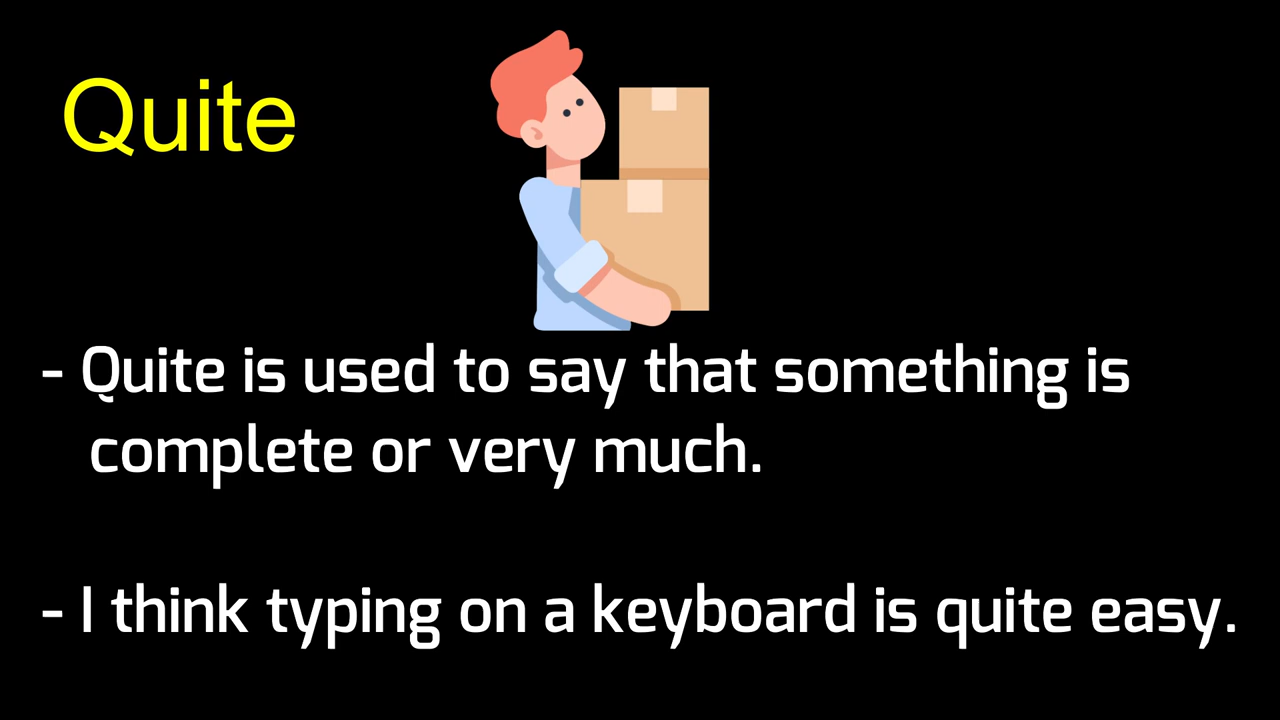 Quite
- Quite is used to say that something is
complete or very much.
- I think typing on a keyboard is quite easy.